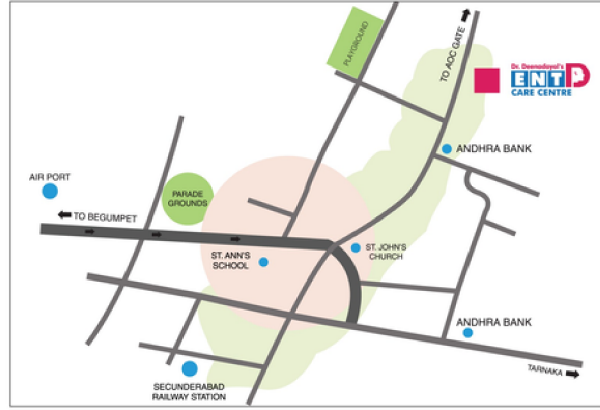 PLAYGROUND
TO AOC GATE
Dr. Deenadayal's
ENT
CARE CENTRE
ANDHRA BANK
AIR PORT
PARADE
GROUNDS
TO BEGUMPET
ST. ANN'S
SCHOOL
ST. JOHN'S
CHURCH
ANDHRA BANK
TARNAKA
SECUNDERABAD
RAILWAY STATION